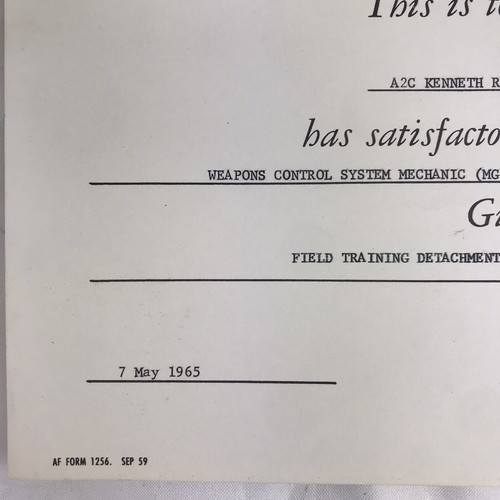 This is
A2C KENNETH R
has
WEAPONS CONTROL SYSTEM MECHANIC (MG
FIELD TRAINING DETACHMENT
7 May 1965
AF FORM 1256. SEP 59